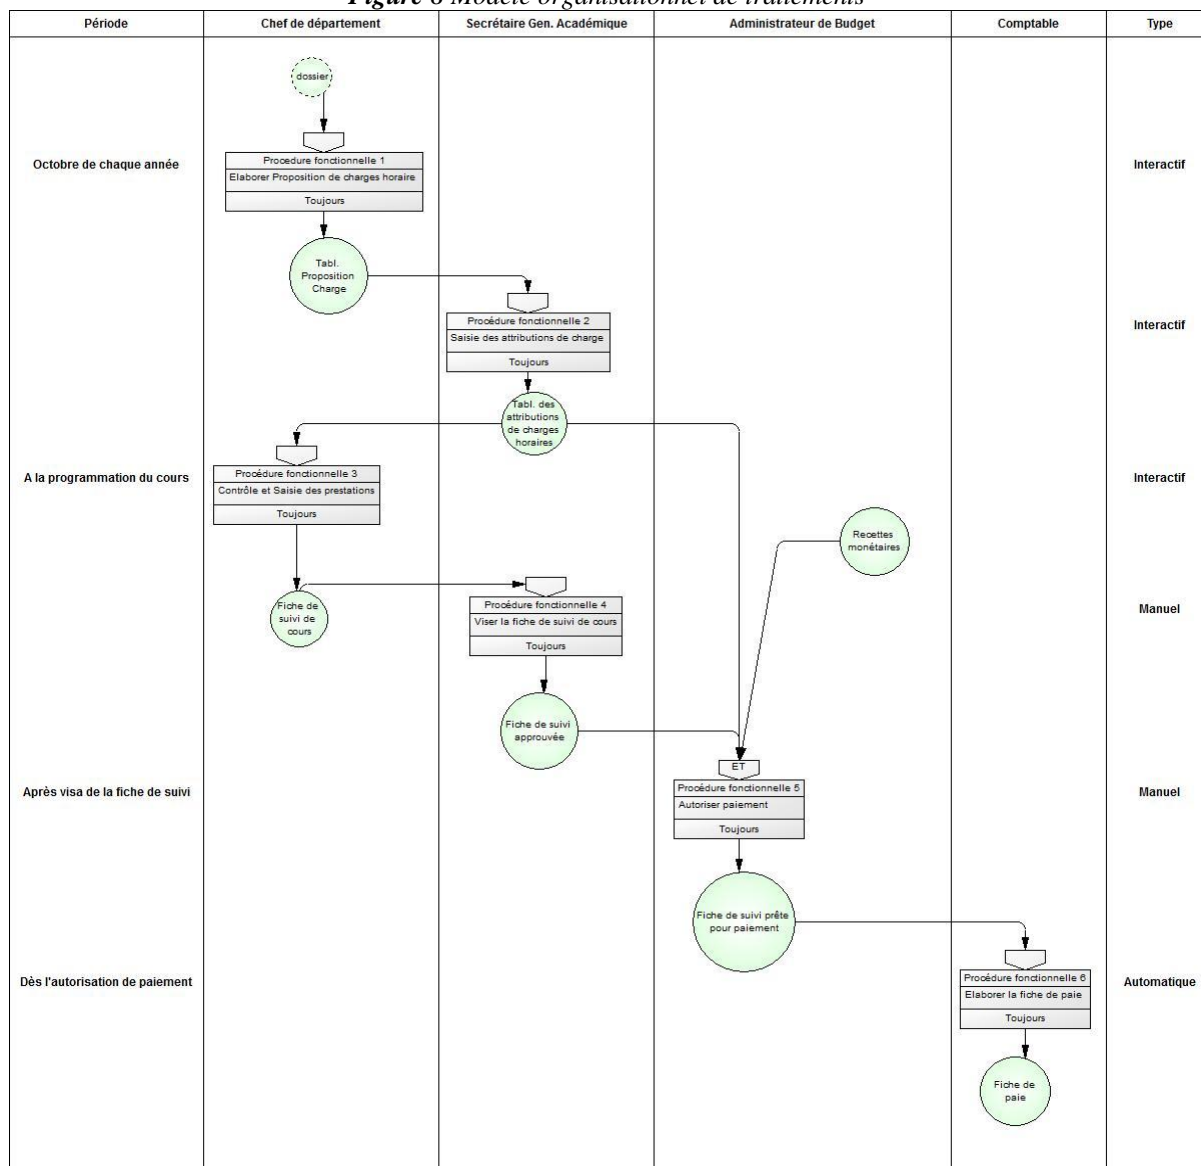 Figure 6 Modèle organisationnel de traitements
Période Chef de département Secrétaire Gen. Académique Administrateur de Budget Comptable Type
dossier
Octobre de chaque année
Procedure fonctionnelle 1
Elaborer Proposition de charges horaire
Toujours
Interactif
Tabl.
Proposition
Charge
Procédure fonctionnelle 2
Saisie des attributions de charge
Toujours
Interactif
Tabl. des
attributions
de charges
horaires
A la programmation du cours
Procédure fonctionnelle 3
Contrôle et Saisie des prestations
Toujours
Interactif
Recettes
monétaires
Fiche de
suivi de
cours
Procédure fonctionnelle 4
Viser la fiche de suivi de cours
Toujours
Manuel
Fiche de suivi
approuvée
ET
Après visa de la fiche de suivi
Procédure fonctionnelle 5
Autoriser paiement
Toujours
Manuel
Fiche de suivi prête
pour paiement
Dès l'autorisation de paiement
Procédure fonctionnelle 6
Elaborer la fiche de paie
Toujours
Automatique
Fiche de
paie